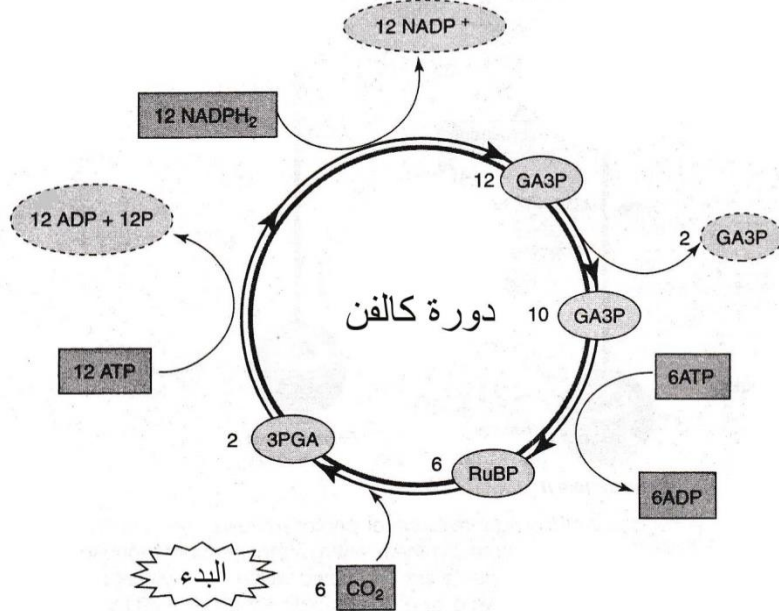 12 NADP +
12 NADPH₂
12 GA3P
12 ADP + 12P
2 GA3P
دورة كالفن
10 GA3P
12 ATP
6ATP
2 3PGA
6 RuBP
6ADP
البدء
6 CO₂